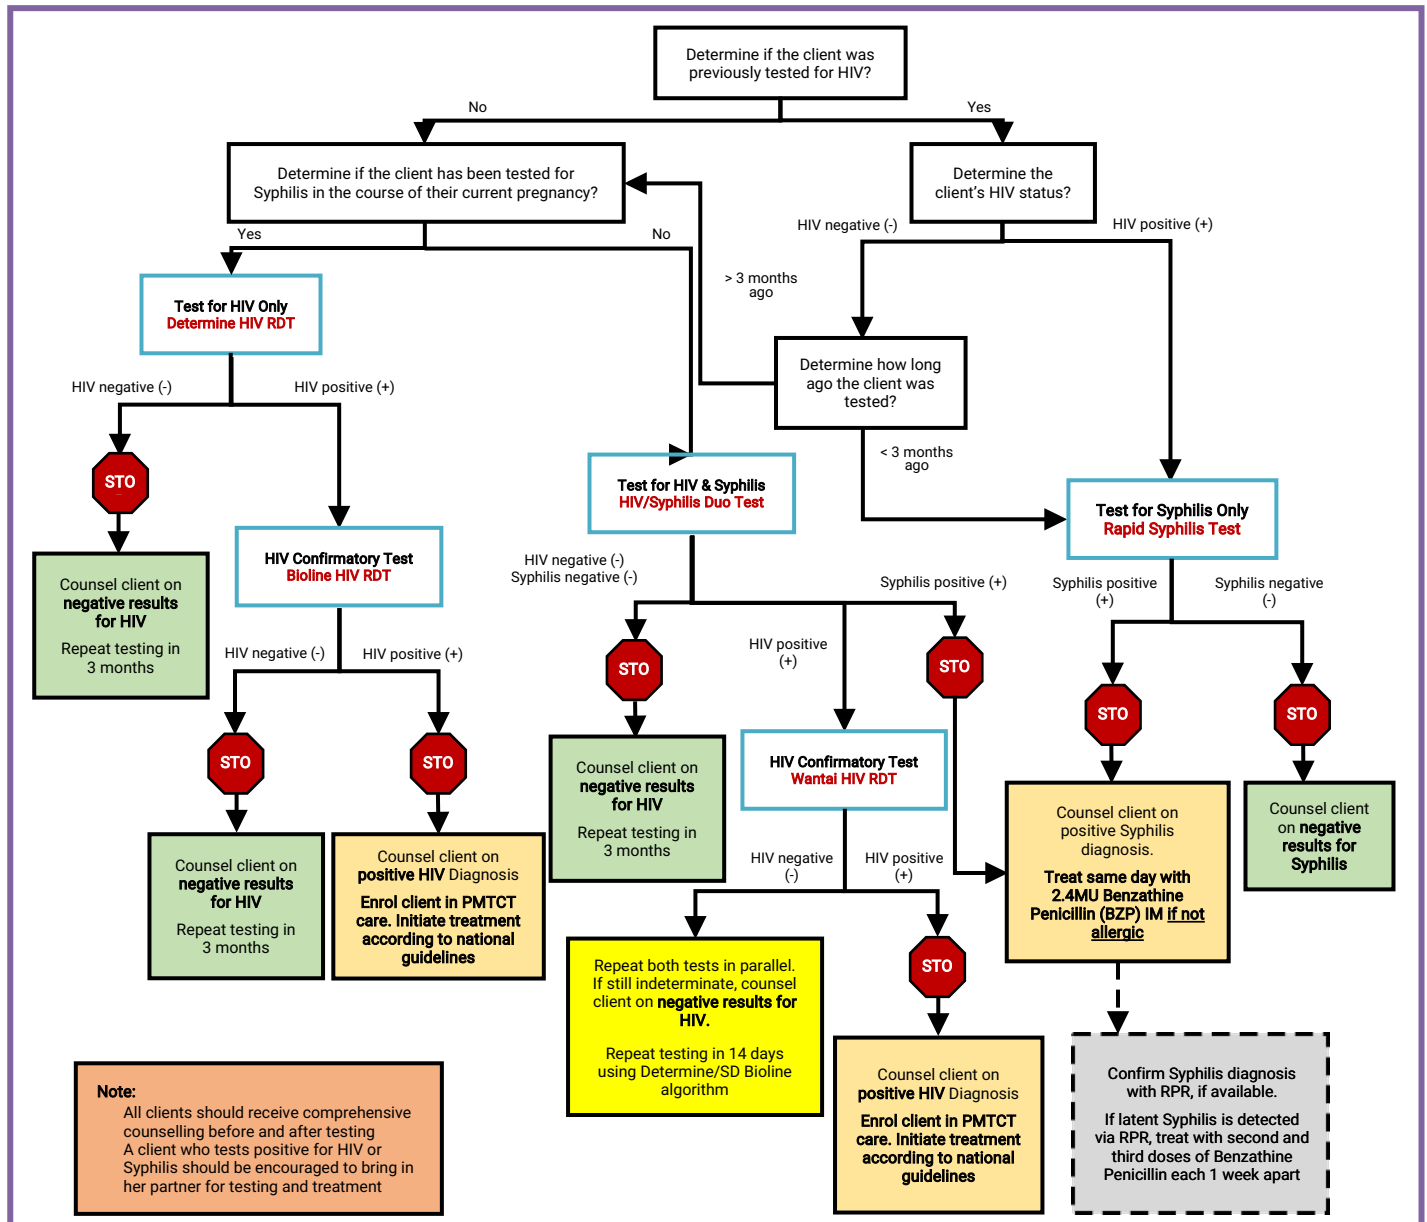 Determine if the client was
previously tested for HIV?
No
Yes
Determine if the client has been tested for
Syphilis in the course of their current pregnancy?
Determine the
client's HIV status?
Yes
No
HIV negative (-)
HIV positive (+)
> 3 months
ago
Test for HIV Only
Determine HIV RDT
Determine how long
ago the client was
tested?
HIV negative (-)
HIV positive (+)
< 3 months
ago
STO
Test for HIV & Syphilis
HIV/Syphilis Duo Test
Test for Syphilis Only
Rapid Syphilis Test
Counsel client on
negative results
for HIV
Repeat testing in
3 months
HIV Confirmatory Test
Bioline HIV RDT
HIV negative (-)
Syphilis negative (-)
Syphilis positive (+)
HIV positive
(+)
Syphilis positive
(+)
Syphilis negative
(-)
HIV negative (-)
HIV positive (+)
STO
STO
STO
STO
STO
STO
Counsel client on
negative results
for HIV
Repeat testing in
3 months
HIV Confirmatory Test
Wantai HIV RDT
Counsel client on
positive Syphilis
diagnosis.
Treat same day with
2.4MU Benzathine
Penicillin (BZP) IM if not
allergic
Counsel client
on negative
results for
Syphilis
Counsel client on
negative results
for HIV
Repeat testing in
3 months
Counsel client on
positive HIV Diagnosis
Enrol client in PMTCT
care. Initiate treatment
according to national
guidelines
HIV negative
(-)
HIV positive
(+)
Repeat both tests in parallel.
If still indeterminate, counsel
client on negative results for
HIV.
Repeat testing in 14 days
using Determine/SD Bioline
algorithm
STO
Counsel client on
positive HIV Diagnosis
Enrol client in PMTCT
care. Initiate treatment
according to national
guidelines
Confirm Syphilis diagnosis
with RPR, if available.
If latent Syphilis is detected
via RPR, treat with second and
third doses of Benzathine
Penicillin each 1 week apart
Note:
All clients should receive comprehensive
counselling before and after testing
A client who tests positive for HIV or
Syphilis should be encouraged to bring in
her partner for testing and treatment